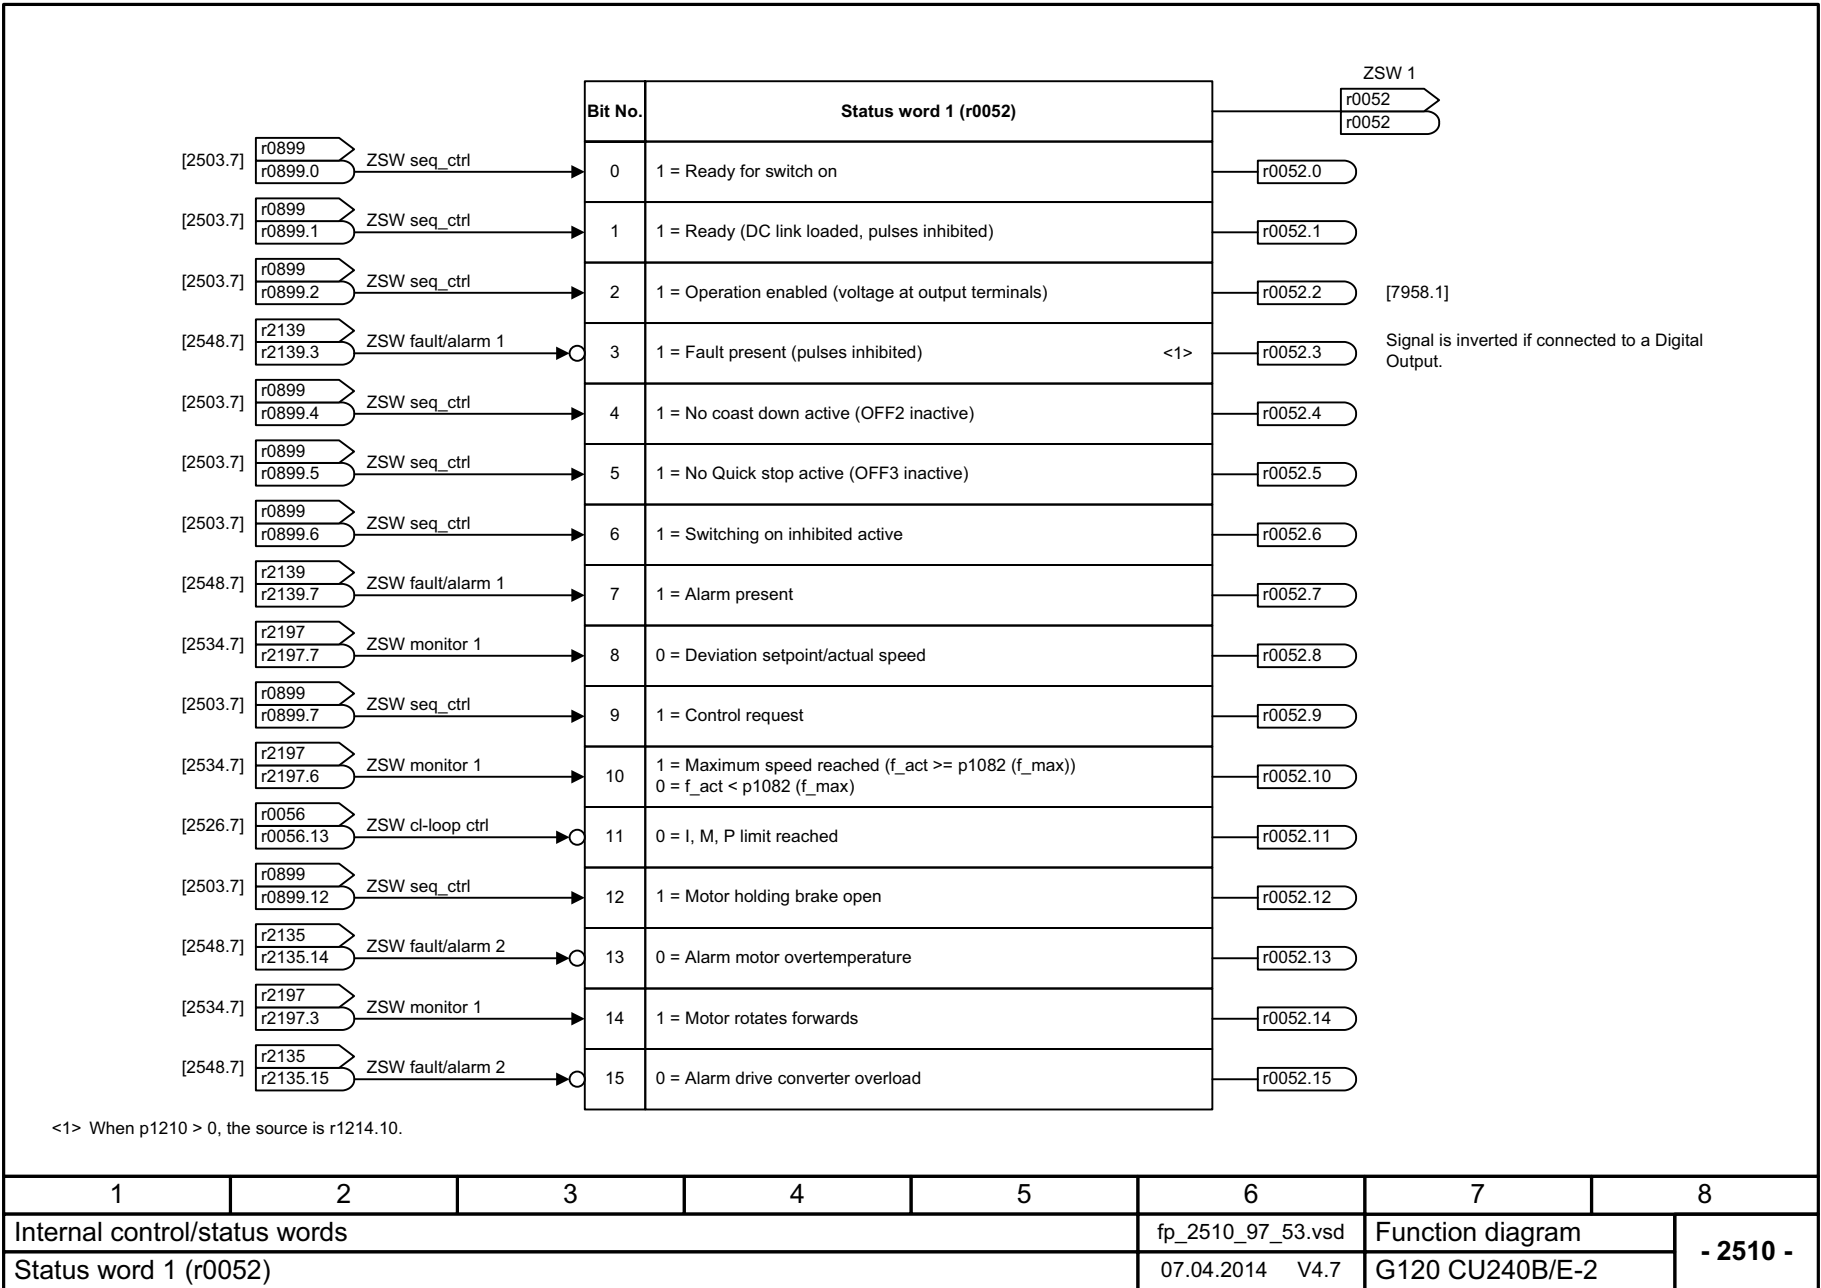 ZSW 1
r0052
r0052
Bit No.
Status word 1 (r0052)
r0899
[2503.7]
ZSW seq_ctrl
r0899.0
0
1 = Ready for switch on
r0052.0
r0899
[2503.7]
ZSW seq_ctrl
r0899.1
1
1 = Ready (DC link loaded, pulses inhibited)
r0052.1
r0899
[2503.7]
ZSW seq_ctrl
r0899.2
2
1 = Operation enabled (voltage at output terminals)
r0052.2
[7958.1]
r2139
[2548.7]
ZSW fault/alarm 1
r2139.3
3
1 = Fault present (pulses inhibited)
<1>
r0052.3
Signal is inverted if connected to a Digital
Output.
r0899
[2503.7]
ZSW seq_ctrl
r0899.4
4
1 = No coast down active (OFF2 inactive)
r0052.4
r0899
[2503.7]
ZSW seq_ctrl
r0899.5
5
1 = No Quick stop active (OFF3 inactive)
r0052.5
r0899
[2503.7]
ZSW seq_ctrl
r0899.6
6
1 = Switching on inhibited active
r0052.6
r2139
[2548.7]
ZSW fault/alarm 1
r2139.7
7
1 = Alarm present
r0052.7
r2197
[2534.7]
ZSW monitor 1
r2197.7
8
0 = Deviation setpoint/actual speed
r0052.8
r0899
[2503.7]
ZSW seq_ctrl
r0899.7
9
1 = Control request
r0052.9
r2197
[2534.7]
ZSW monitor 1
r2197.6
10
1 = Maximum speed reached (f_act >= p1082 (f_max))
0 = f_act < p1082 (f_max)
r0052.10
r0056
[2526.7]
ZSW cl-loop ctrl
r0056.13
11
0 = I, M, P limit reached
r0052.11
r0899
[2503.7]
ZSW seq_ctrl
r0899.12
12
1 = Motor holding brake open
r0052.12
r2135
[2548.7]
ZSW fault/alarm 2
r2135.14
13
0 = Alarm motor overtemperature
r0052.13
r2197
[2534.7]
ZSW monitor 1
r2197.3
14
1 = Motor rotates forwards
r0052.14
r2135
[2548.7]
ZSW fault/alarm 2
r2135.15
15
0 = Alarm drive converter overload
r0052.15
<1> When p1210 > 0, the source is r1214.10.
1 2 3 4 5 6 7 8
Internal control/status words
fp_2510_97_53.vsd
Function diagram
- 2510 -
Status word 1 (r0052)
07.04.2014 V4.7
G120 CU240B/E-2